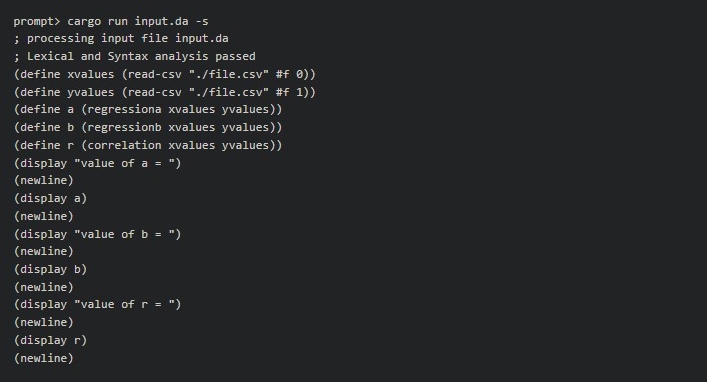 prompt> cargo run input.da -s
; processing input file input.da
; Lexical and Syntax analysis passed
(define xvalues (read-csv "./file.csv" #f 0))
(define yvalues (read-csv "./file.csv" #f 1))
(define a (regressiona xvalues yvalues))
(define b (regressionb xvalues yvalues))
(define r (correlation xvalues yvalues))
(display "value of a = ")
(newline)
(display a)
(newline)
(display "value of b = ")
(newline)
(display b)
(newline)
(display "value of r = ")
(newline)
(display r)
(newline)